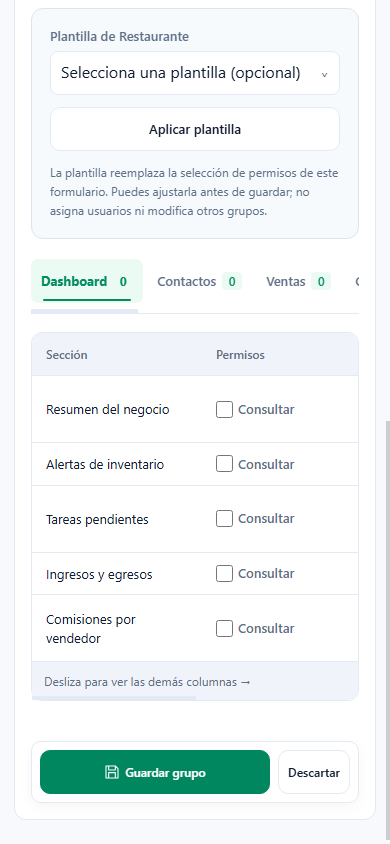 Plantilla de Restaurante
Selecciona una plantilla (opcional)
Aplicar plantilla
La plantilla reemplaza la selección de permisos de este
formulario. Puedes ajustarla antes de guardar; no
asigna usuarios ni modifica otros grupos.
Dashboard 0 Contactos 0 Ventas 0
Sección Permisos
Resumen del negocio Consultar
Alertas de inventario Consultar
Tareas pendientes Consultar
Ingresos y egresos Consultar
Comisiones por
vendedor Consultar
Desliza para ver las demás columnas →
Guardar grupo Descartar